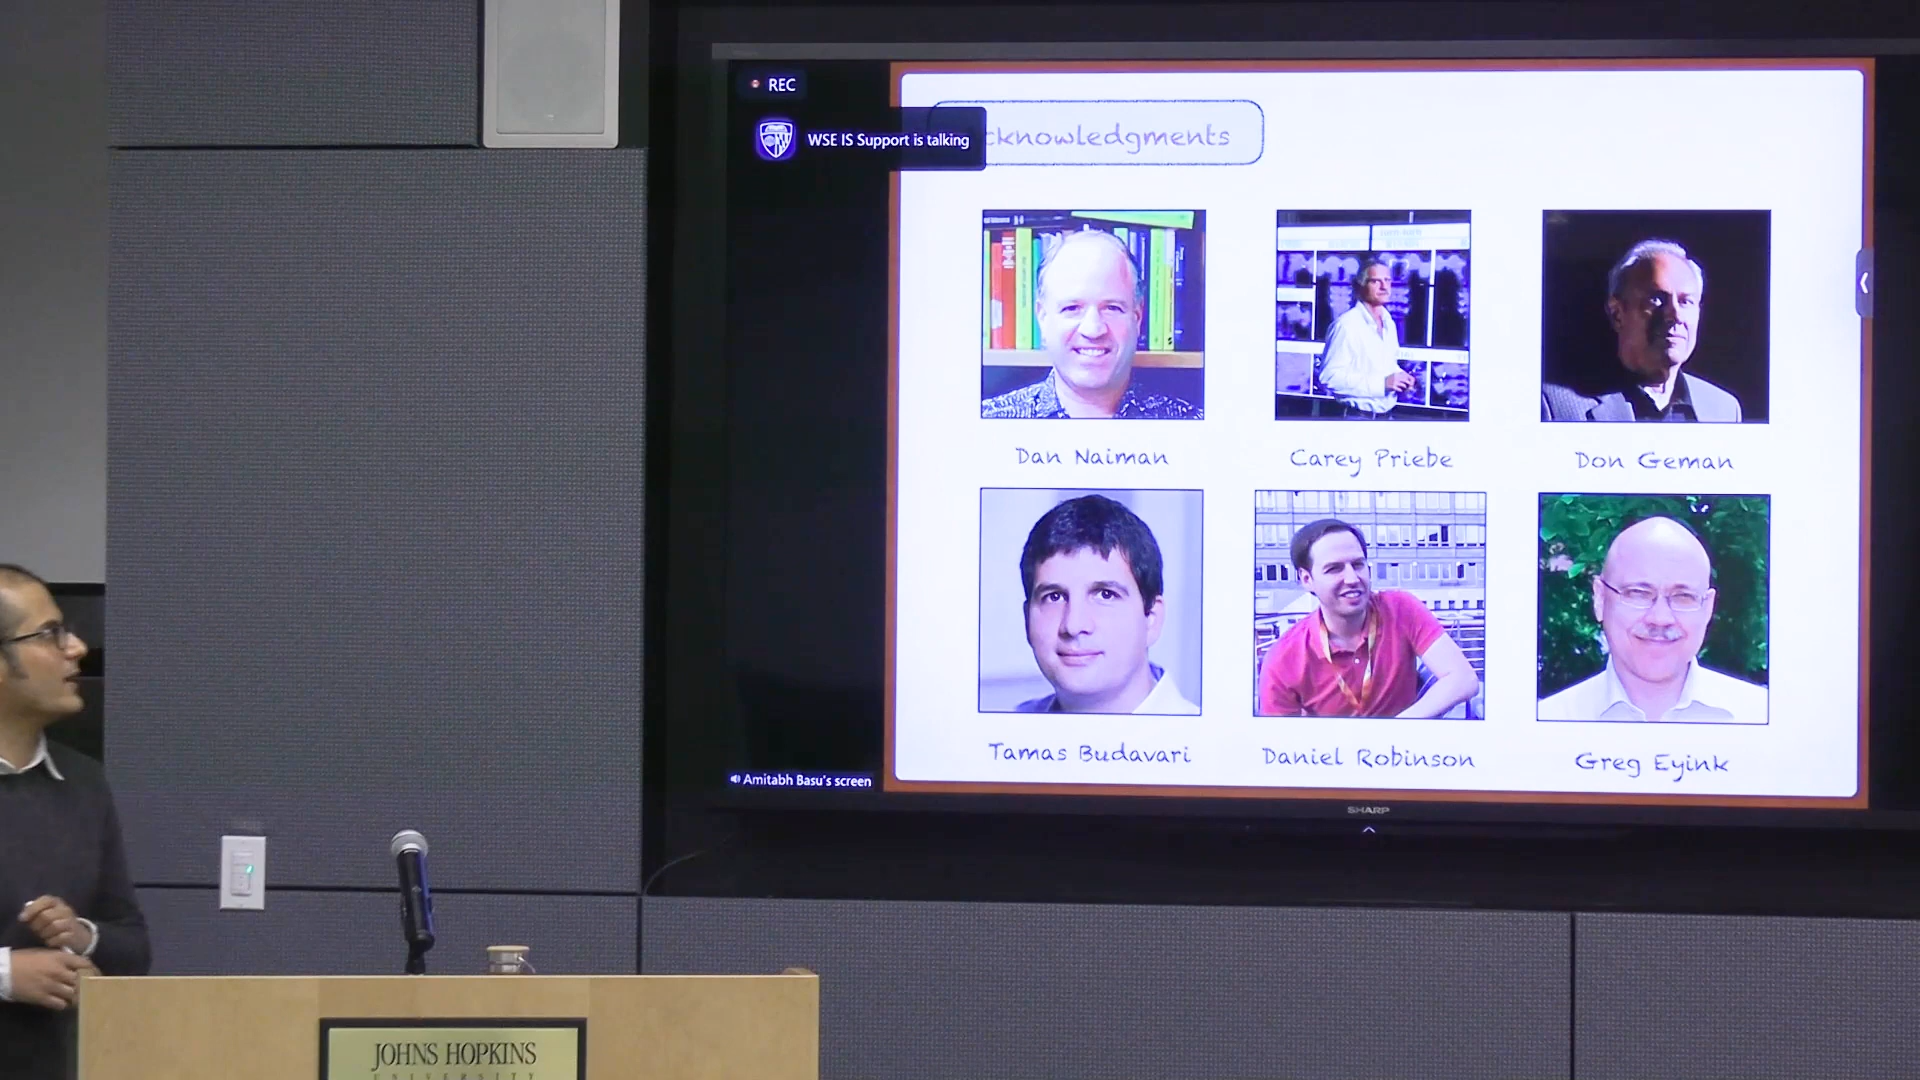 REC
WSE IS Support is talking
cknowledgments
Dan Naiman
Carey Priebe
Don Geman
Tamas Budavari
Daniel Robinson
Greg Eyink
Amitabh Basu's screen
SHARP
JOHNS HOPKINS
UNIVERSITY